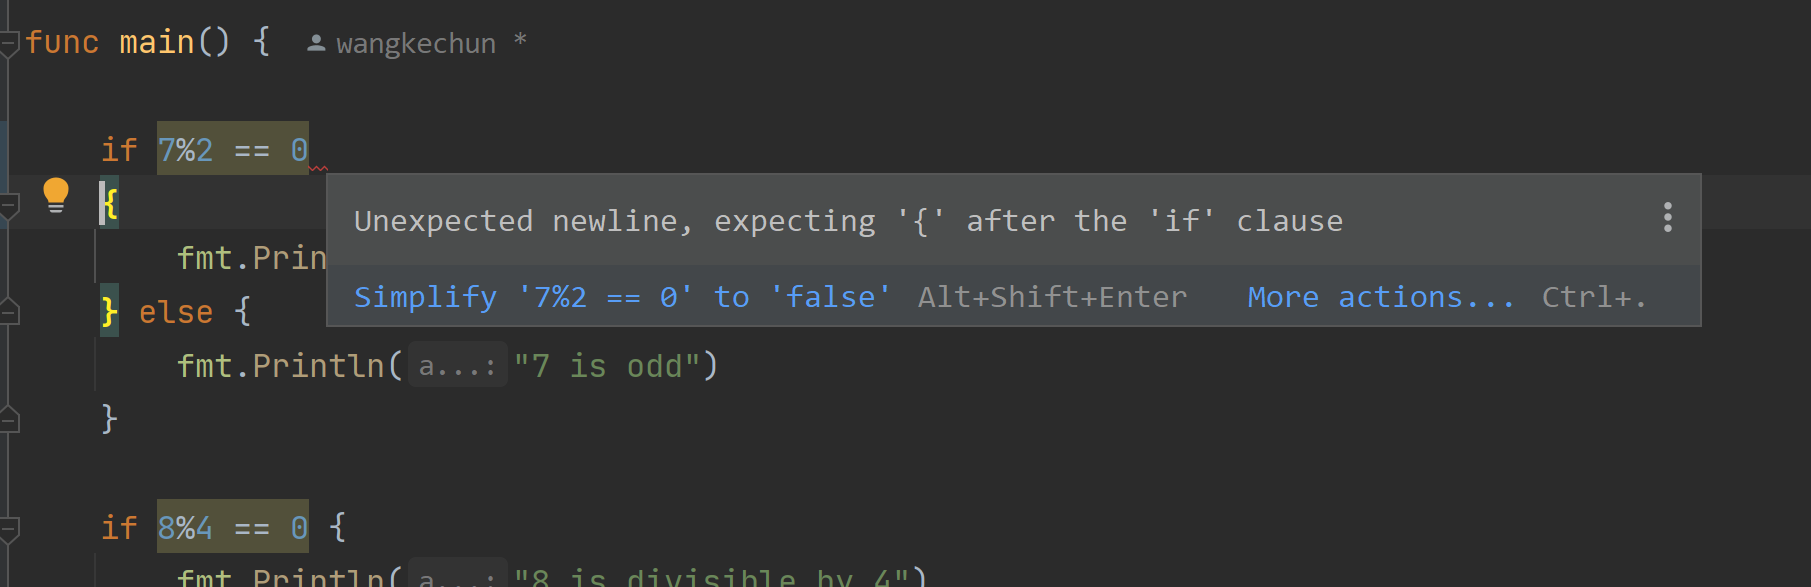 func main() { wangkechun *
if 7%2 == 0
{
Unexpected newline, expecting '{' after the 'if' clause
fmt.Prin
Simplify '7%2 == 0' to 'false' Alt+Shift+Enter More actions... Ctrl+.
} else {
fmt.Println( a...: "7 is odd")
}
if 8%4 == 0 {
fmt.Println( a...: "8 is divisible by 4")